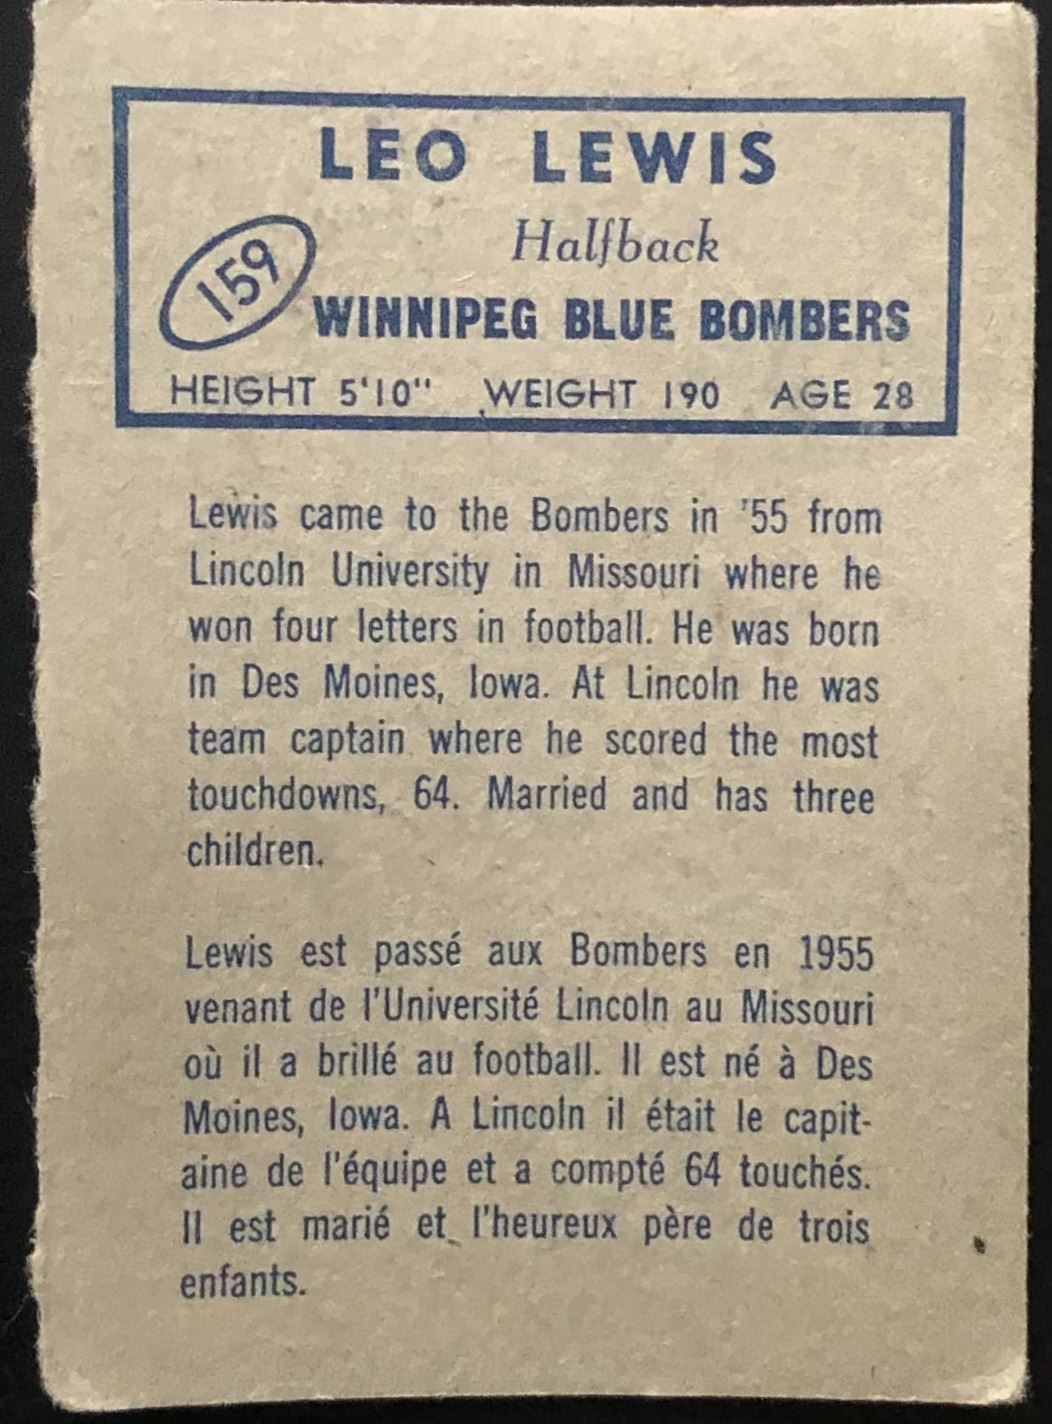 LEO LEWIS
Halfback
159
WINNIPEG BLUE BOMBERS
HEIGHT 5'10" WEIGHT 190 AGE 28
Lewis came to the Bombers in '55 from
Lincoln University in Missouri where he
won four letters in football. He was born
in Des Moines, Iowa. At Lincoln he was
team captain where he scored the most
touchdowns, 64. Married and has three
children.
Lewis est passé aux Bombers en 1955
venant de l'Université Lincoln au Missouri
où il a brillé au football. Il est né à Des
Moines, Iowa. A Lincoln il était le capit-
aine de l'équipe et a compté 64 touchés.
Il est marié et l'heureux père de trois
enfants.